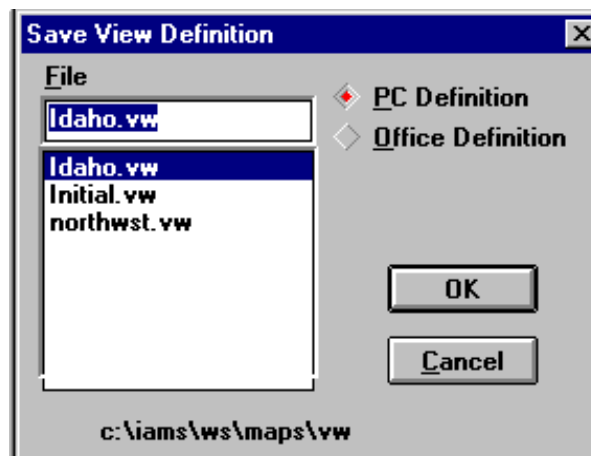 Save View Definition
File
Idaho.vw
Idaho.vw
Initial.vw
northwst.vw
PC Definition
Office Definition
OK
Cancel
c:\iams\ws\maps\vw